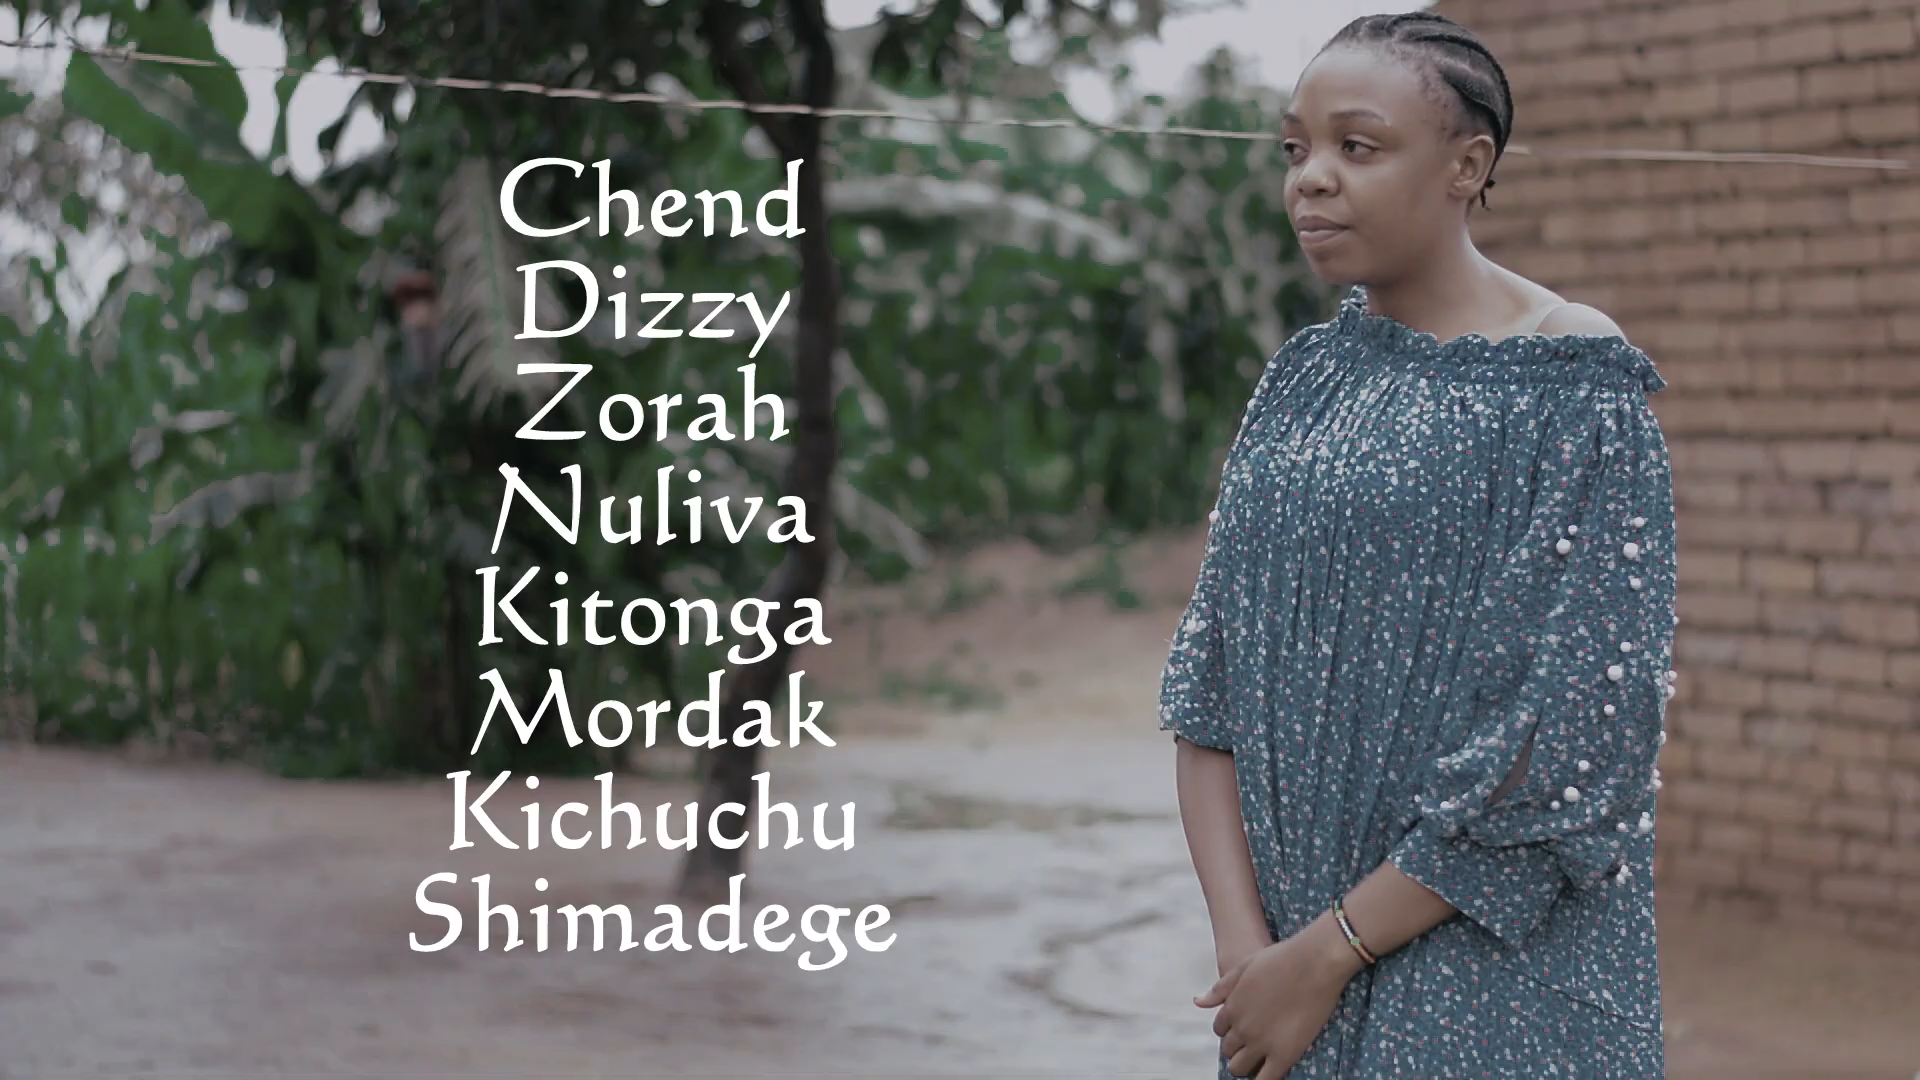 Chend
Dizzy
Zorah
Nuliva
Kitonga
Mordak
Kichuchu
Shimadege